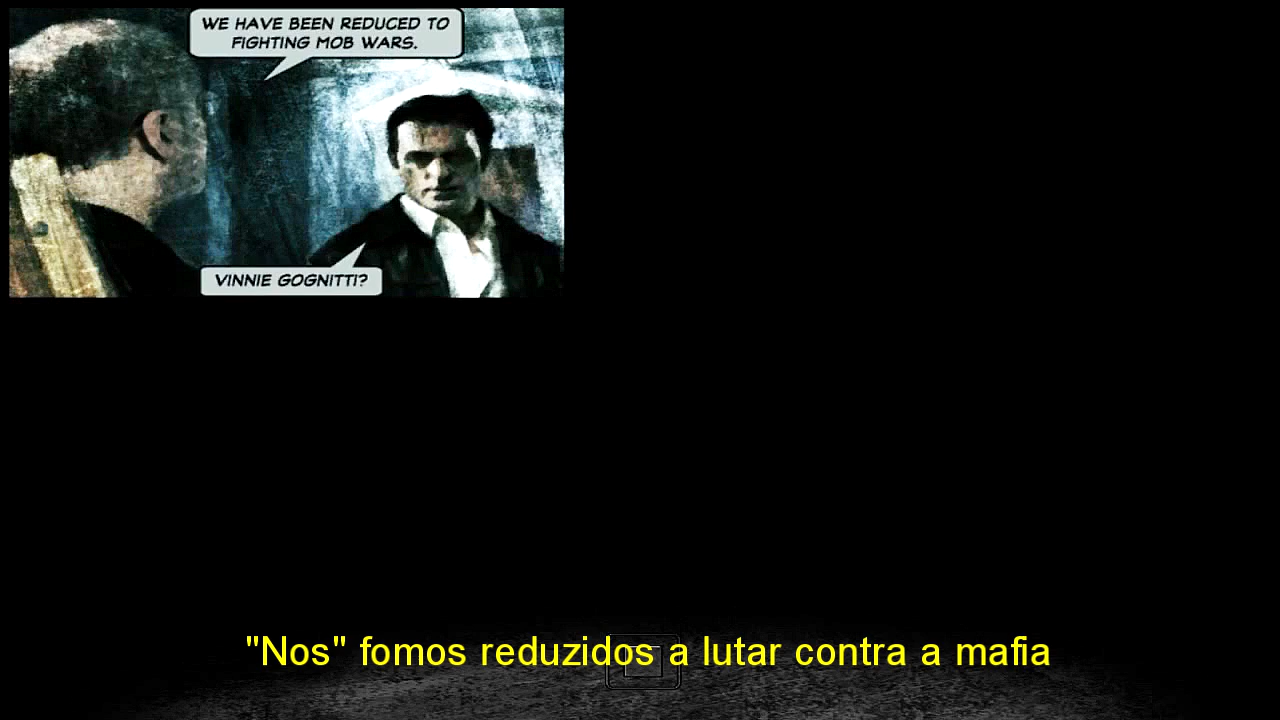 WE HAVE BEEN REDUCED TO
FIGHTING MOB WARS.
VINNIE GOGNITTI?
"Nos" fomos reduzidos a lutar contra a mafia